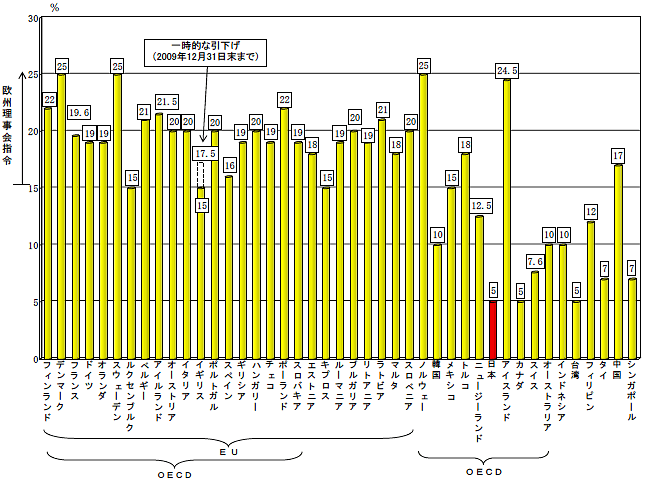 %
30
25
20
15
10
5
0
欧州理事会指令
一時的な引下げ
(2009年12月31日末まで)
22
25
19.6
19
19
25
15
21
21.5
20
20
17.5
15
20
16
19
20
19
22
19
18
15
19
20
19
21
18
20
25
10
15
18
12.5
5
24.5
5
7.6
10
10
5
12
7
17
7
フィンランド
デンマーク
フランス
ドイツ
オランダ
スウェーデン
ルクセンブルク
ベルギー
アイルランド
オーストリア
イタリア
イギリス
ポルトガル
スペイン
ギリシア
ハンガリー
チェコ
ポーランド
スロバキア
エストニア
キプロス
ルーマニア
ブルガリア
リトアニア
ラトビア
マルタ
スロベニア
ノルウェー
韓国
メキシコ
トルコ
ニュージーランド
日本
アイスランド
カナダ
スイス
オーストラリア
インドネシア
台湾
フィリピン
タイ
中国
シンガポール
EU
OECD
OECD